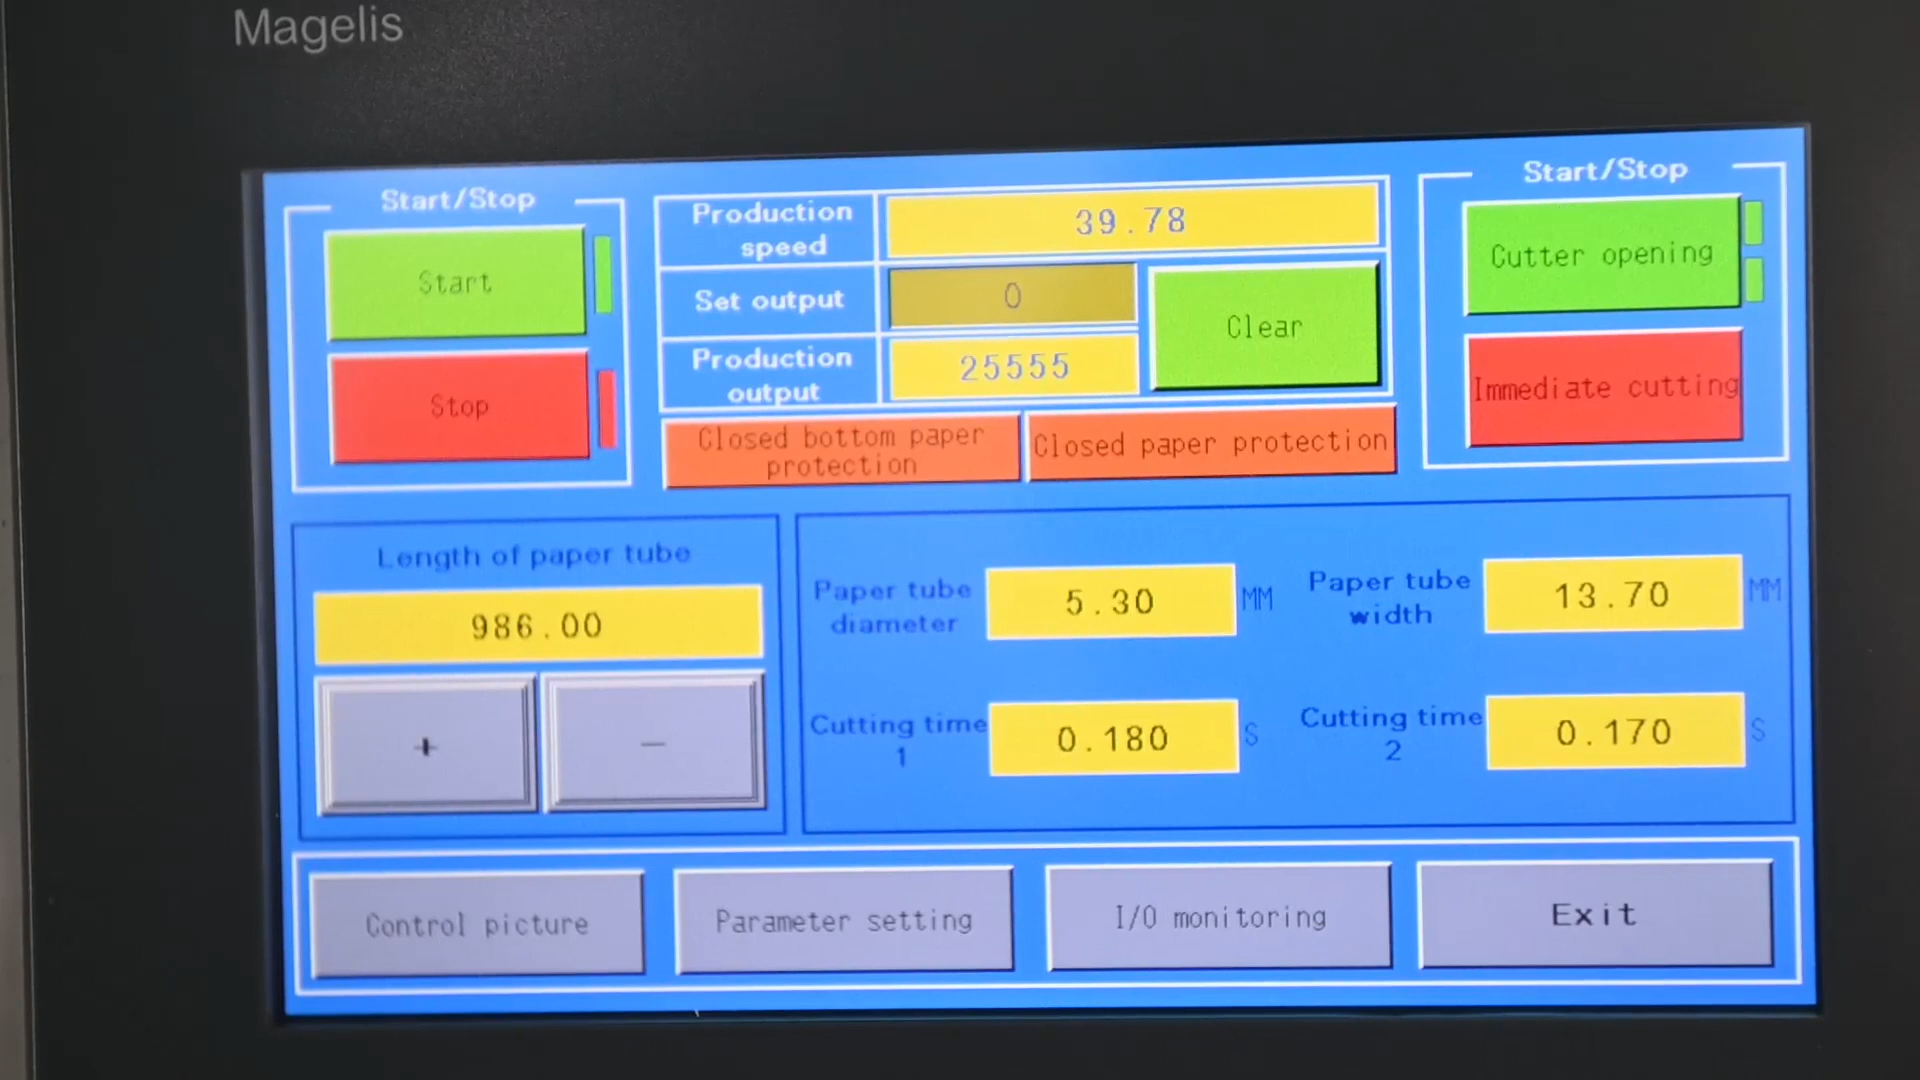 Magelis
Start/Stop
Start
Stop
Production
speed
39.78
Set output
0
Production
output
25555
Clear
Closed bottom paper
protection
Closed paper protection
Start/Stop
Cutter opening
Immediate cutting
Length of paper tube
986.00
+
−
Paper tube
diameter
5.30
MM
Paper tube
width
13.70
MM
Cutting time
1
0.180
S
Cutting time
2
0.170
S
Control picture
Parameter setting
I/O monitoring
Exit